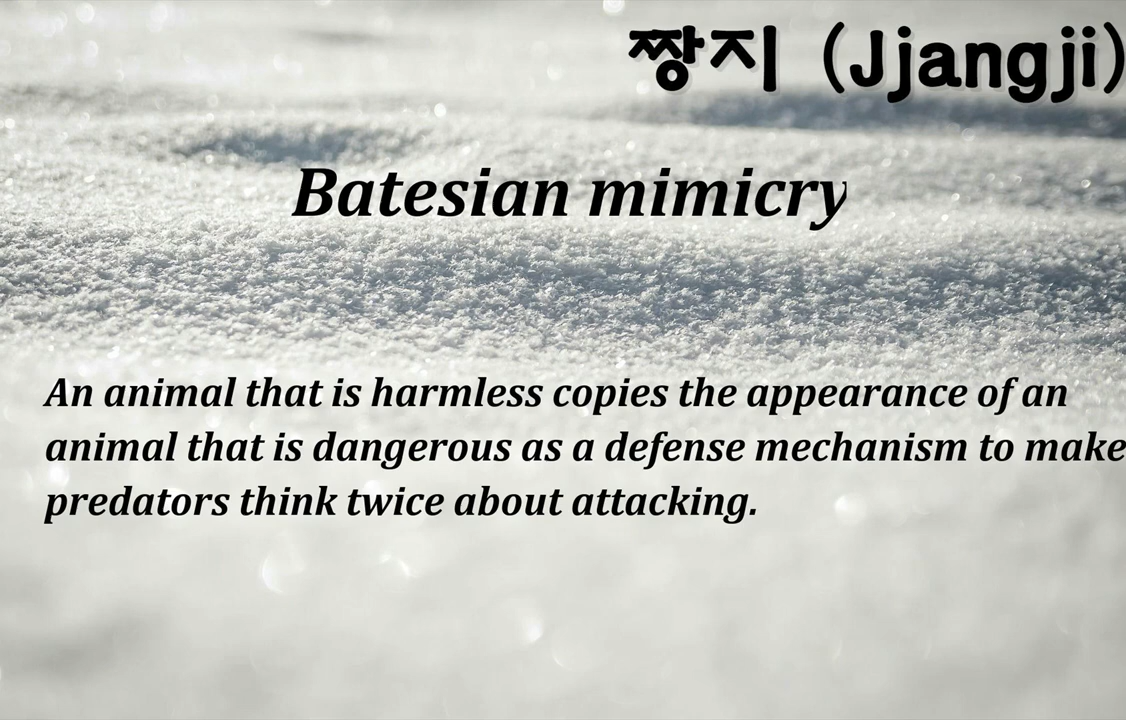 짱지 (Jjangji)
Batesian mimicry
An animal that is harmless copies the appearance of an
animal that is dangerous as a defense mechanism to make
predators think twice about attacking.